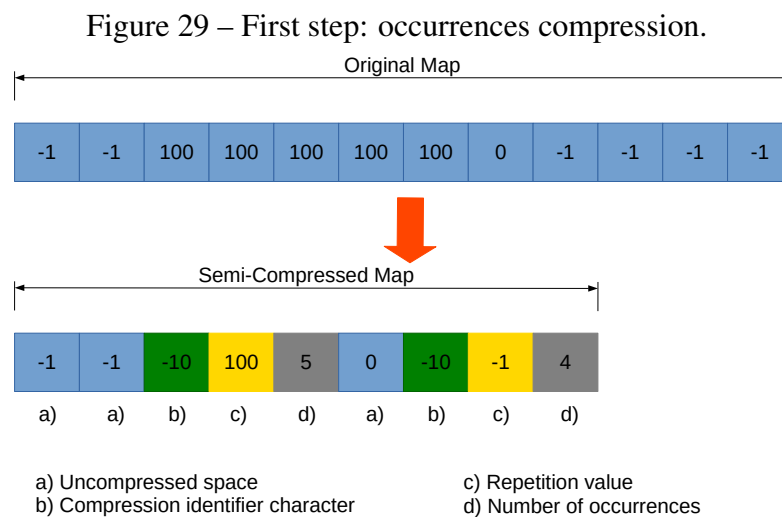 Figure 29 – First step: occurrences compression.
Original Map
-1 -1 100 100 100 100 100 0 -1 -1 -1 -1
Semi-Compressed Map
-1 -1 -10 100 5 0 -10 -1 4
a) a) b) c) d) a) b) c) d)
a) Uncompressed space c) Repetition value
b) Compression identifier character d) Number of occurrences